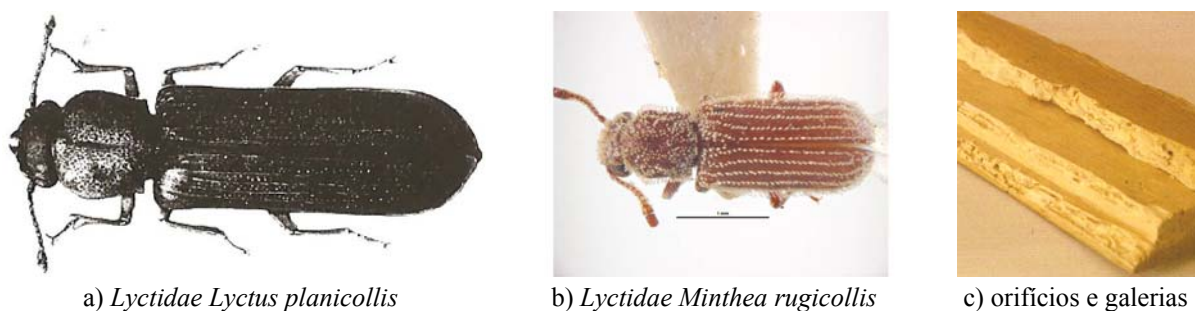 a) Lyctidae Lyctus planicollis
b) Lyctidae Minthea rugicollis
c) orifícios e galerias